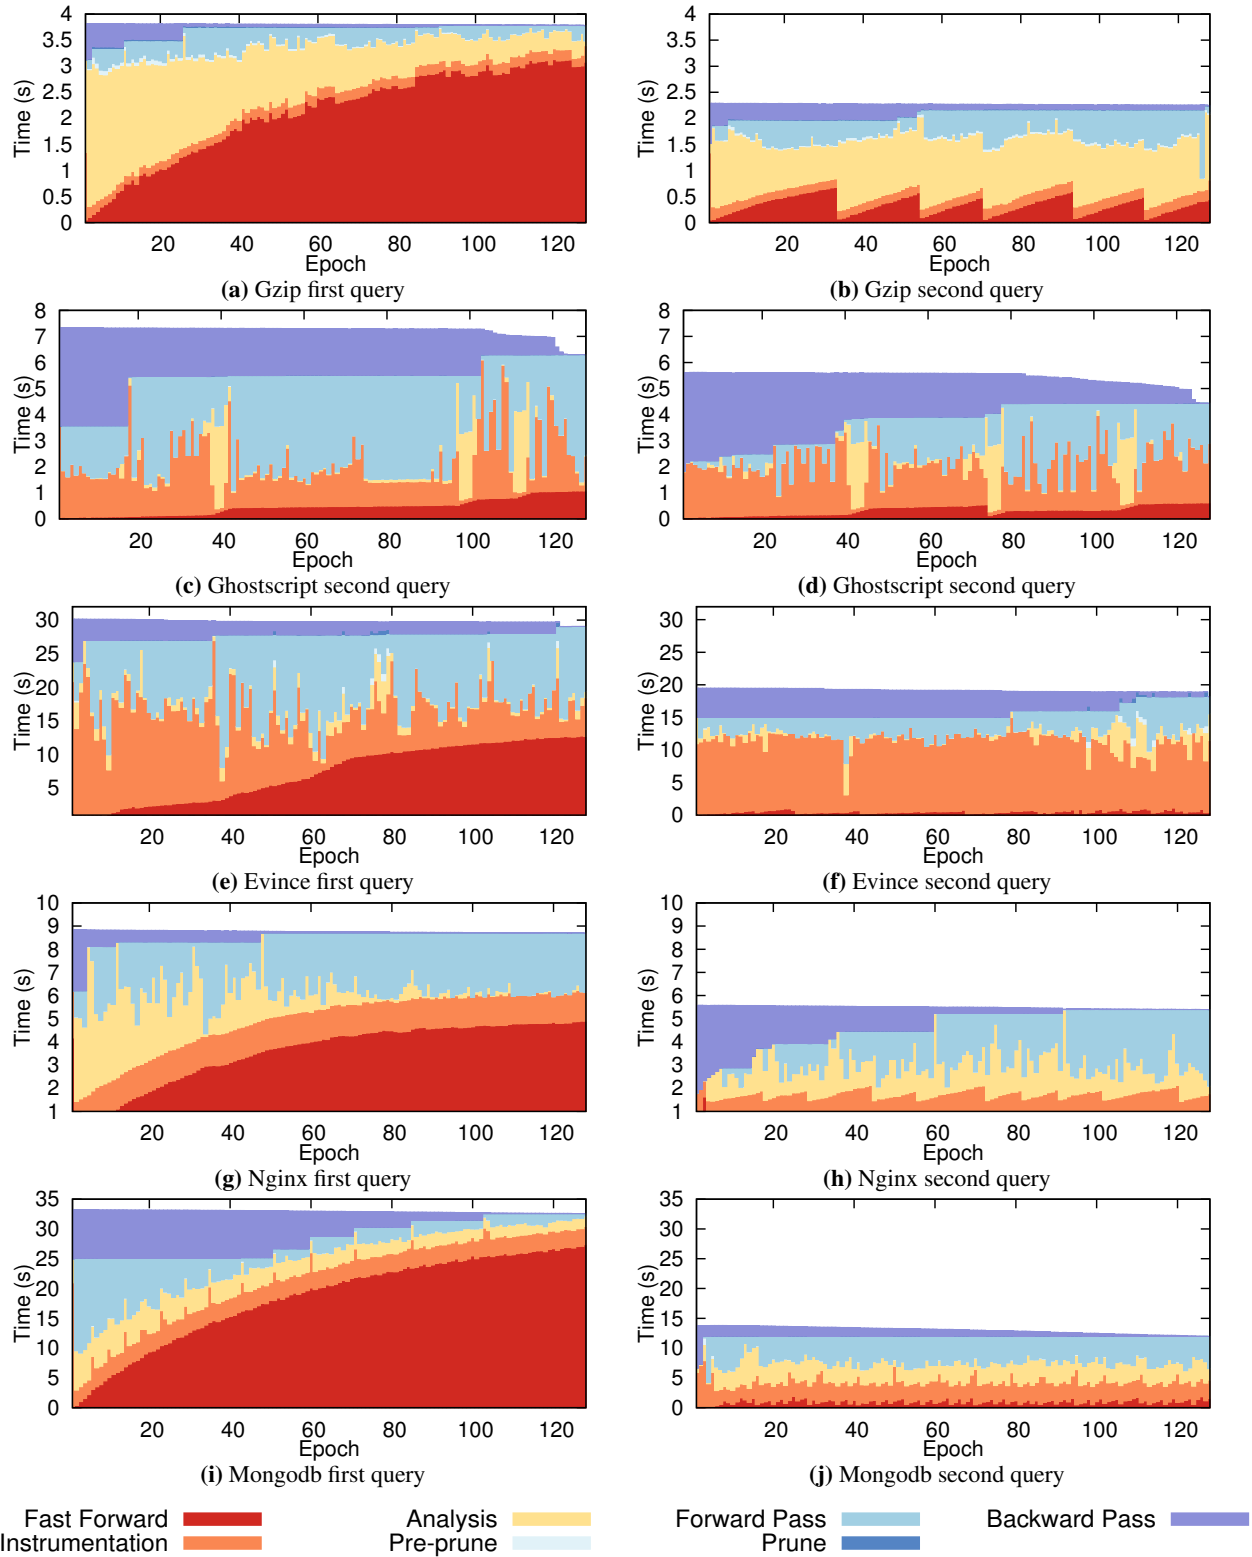 4
3.5
3
2.5
2
1.5
1
0.5
0
Time (s)
20 40 60 80 100 120
Epoch
(a) Gzip first query
4
3.5
3
2.5
2
1.5
1
0.5
0
Time (s)
20 40 60 80 100 120
Epoch
(b) Gzip second query
8
7
6
5
4
3
2
1
0
Time (s)
20 40 60 80 100 120
Epoch
(c) Ghostscript second query
8
7
6
5
4
3
2
1
0
Time (s)
20 40 60 80 100 120
Epoch
(d) Ghostscript second query
30
25
20
15
10
5
Time (s)
20 40 60 80 100 120
Epoch
(e) Evince first query
30
25
20
15
10
5
0
Time (s)
20 40 60 80 100 120
Epoch
(f) Evince second query
10
9
8
7
6
5
4
3
2
1
Time (s)
20 40 60 80 100 120
Epoch
(g) Nginx first query
10
9
8
7
6
5
4
3
2
1
Time (s)
20 40 60 80 100 120
Epoch
(h) Nginx second query
35
30
25
20
15
10
5
0
Time (s)
20 40 60 80 100 120
Epoch
(i) Mongodb first query
35
30
25
20
15
10
5
0
Time (s)
20 40 60 80 100 120
Epoch
(j) Mongodb second query
Fast Forward Analysis Forward Pass Backward Pass
Instrumentation Pre-prune Prune